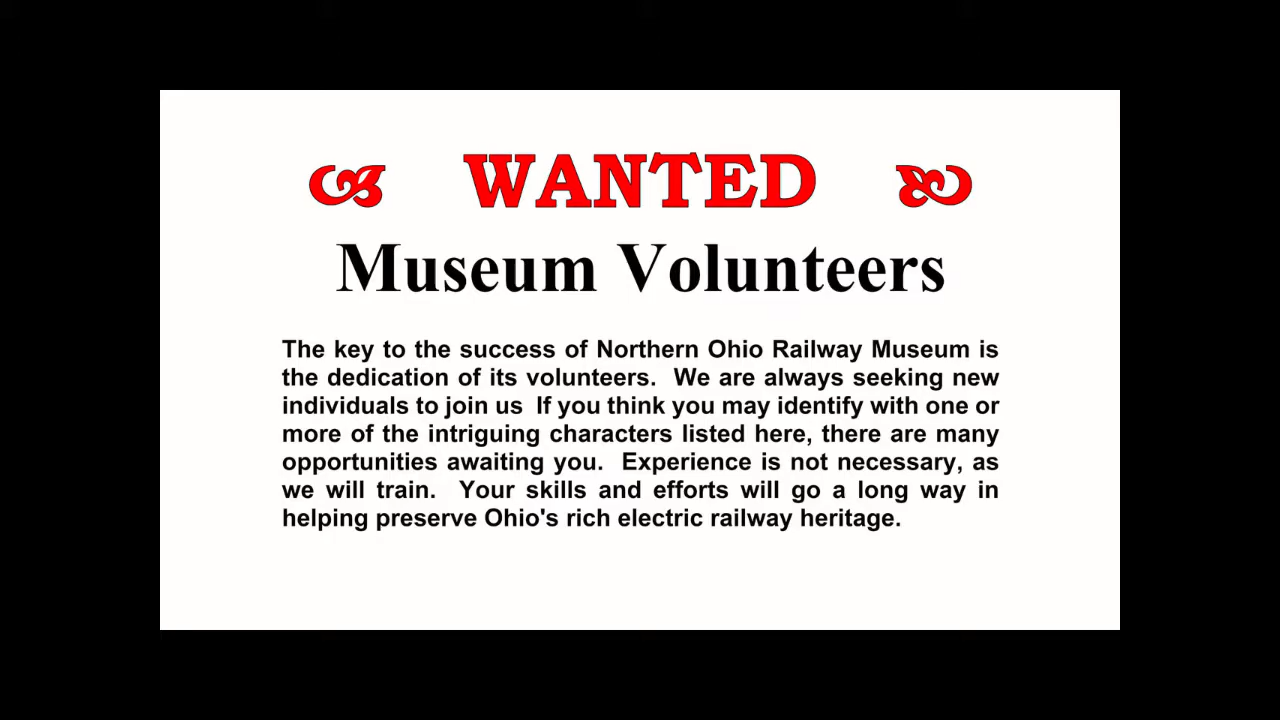 WANTED
Museum Volunteers
The key to the success of Northern Ohio Railway Museum is
the dedication of its volunteers.  We are always seeking new
individuals to join us  If you think you may identify with one or
more of the intriguing characters listed here, there are many
opportunities awaiting you.  Experience is not necessary, as
we will train.  Your skills and efforts will go a long way in
helping preserve Ohio's rich electric railway heritage.